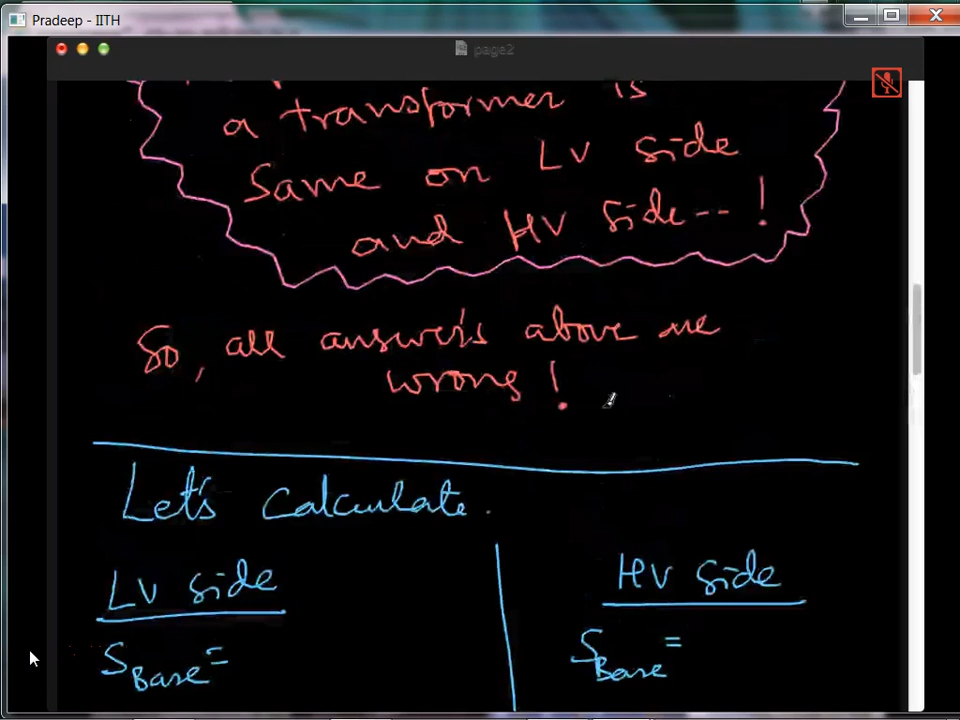 Pradeep - IITH
page2
a transformer is
same on LV side
and HV side--!
So, all answers above are
wrong!
Let's Calculate.
LV side
HV side
SBase =
SBase =